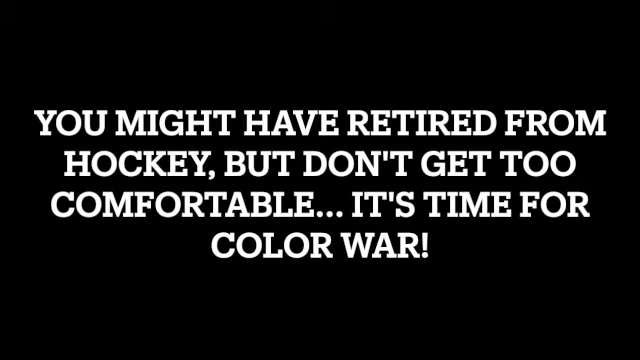 YOU MIGHT HAVE RETIRED FROM
HOCKEY, BUT DON'T GET TOO
COMFORTABLE... IT'S TIME FOR
COLOR WAR!